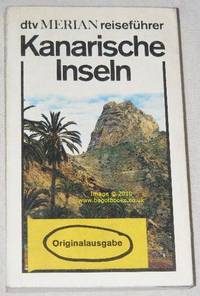 dtv MERIAN reiseführer
Kanarische
Inseln
Image © 2010
www.bagotbooks.co.uk
Originalausgabe